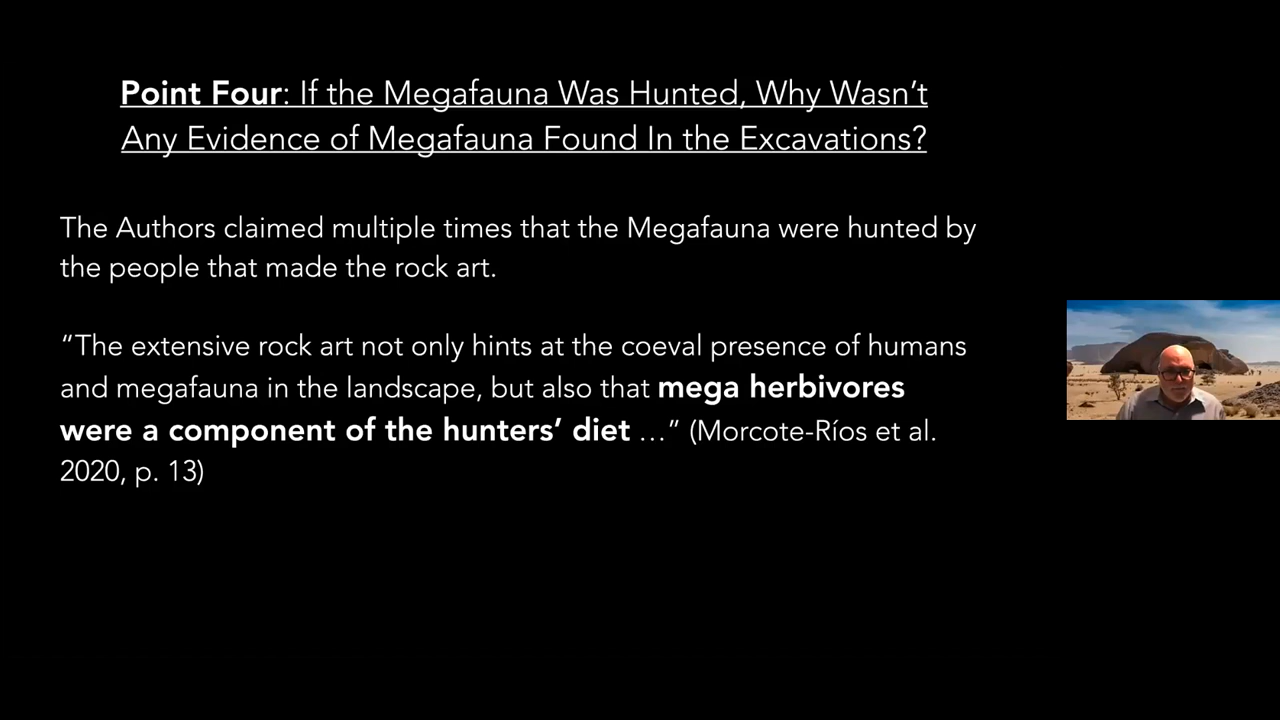 Point Four: If the Megafauna Was Hunted, Why Wasn’t
Any Evidence of Megafauna Found In the Excavations?
The Authors claimed multiple times that the Megafauna were hunted by
the people that made the rock art.
“The extensive rock art not only hints at the coeval presence of humans
and megafauna in the landscape, but also that mega herbivores
were a component of the hunters’ diet …” (Morcote-Ríos et al.
2020, p. 13)